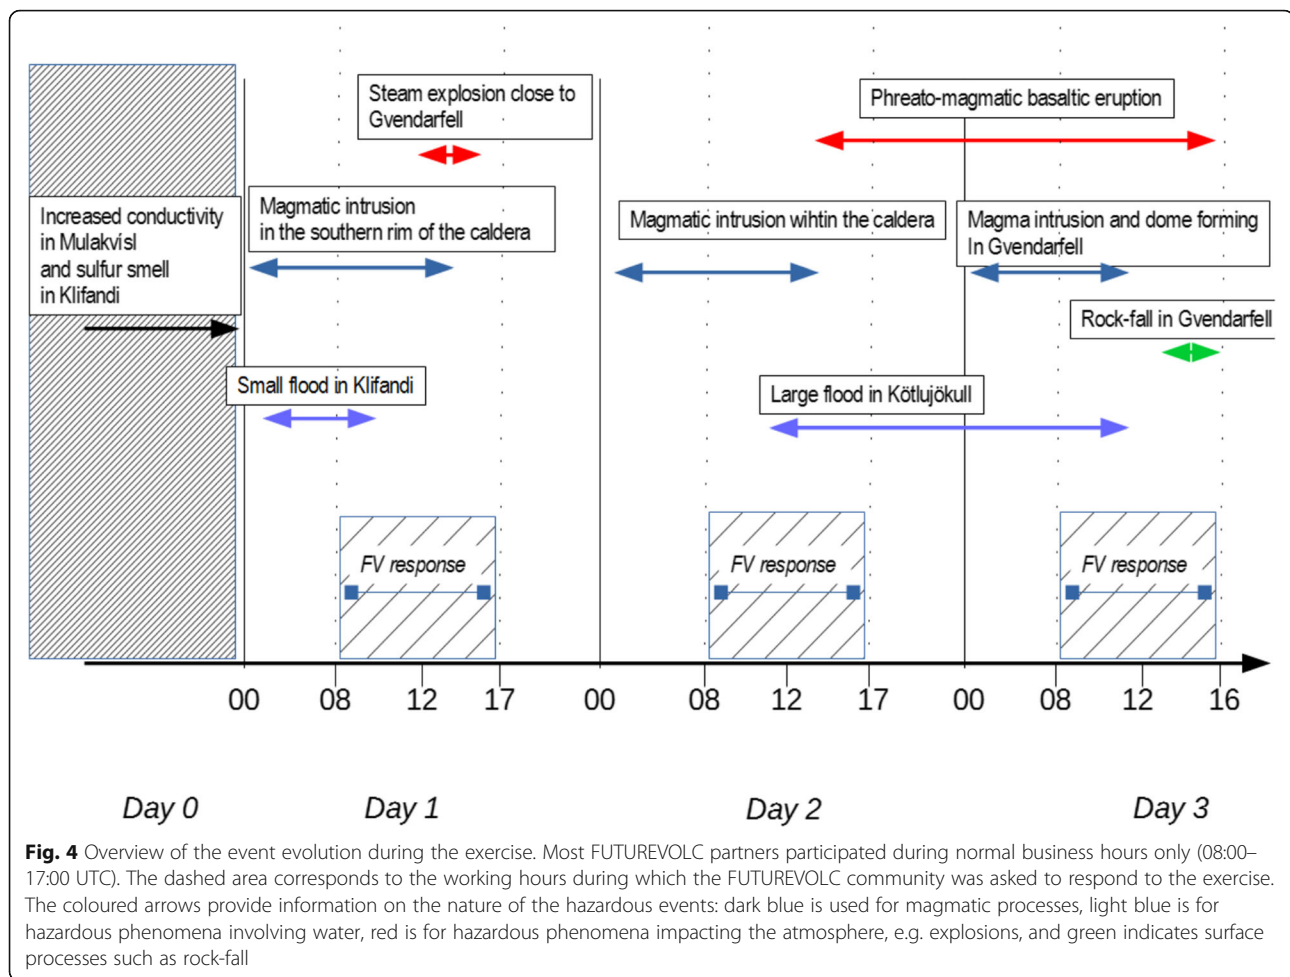 Steam explosion close to
Gvendarfell
Phreato-magmatic basaltic eruption
Increased conductivity
in Mulakvísl
and sulfur smell
in Klifandi
Magmatic intrusion
in the southern rim of the caldera
Magmatic intrusion wihtin the caldera
Magma intrusion and dome forming
In Gvendarfell
Rock-fall in Gvendarfell
Small flood in Klifandi
Large flood in Kötlujökull
FV response
FV response
FV response
00 08 12 17 00 08 12 17 00 08 12 16
Day 0 Day 1 Day 2 Day 3
Fig. 4 Overview of the event evolution during the exercise. Most FUTUREVOLC partners participated during normal business hours only (08:00–
17:00 UTC). The dashed area corresponds to the working hours during which the FUTUREVOLC community was asked to respond to the exercise.
The coloured arrows provide information on the nature of the hazardous events: dark blue is used for magmatic processes, light blue is for
hazardous phenomena involving water, red is for hazardous phenomena impacting the atmosphere, e.g. explosions, and green indicates surface
processes such as rock-fall